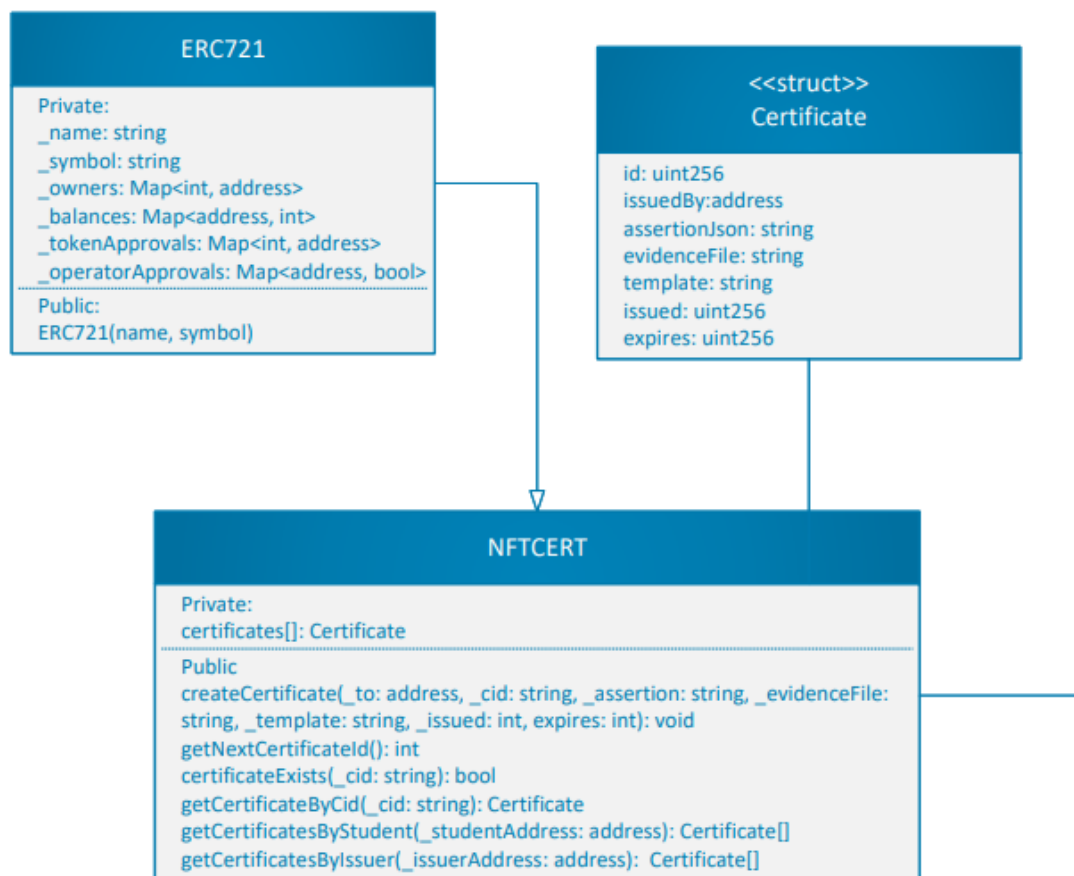 ERC721
Private:
_name: string
_symbol: string
_owners: Map<int, address>
_balances: Map<address, int>
_tokenApprovals: Map<int, address>
_operatorApprovals: Map<address, bool>
Public:
ERC721(name, symbol)
<<struct>>
Certificate
id: uint256
issuedBy:address
assertionJson: string
evidenceFile: string
template: string
issued: uint256
expires: uint256
NFTCERT
Private:
certificates[]: Certificate
Public
createCertificate(_to: address, _cid: string, _assertion: string, _evidenceFile:
string, _template: string, _issued: int, expires: int): void
getNextCertificateId(): int
certificateExists(_cid: string): bool
getCertificateByCid(_cid: string): Certificate
getCertificatesByStudent(_studentAddress: address): Certificate[]
getCertificatesByIssuer(_issuerAddress: address):  Certificate[]